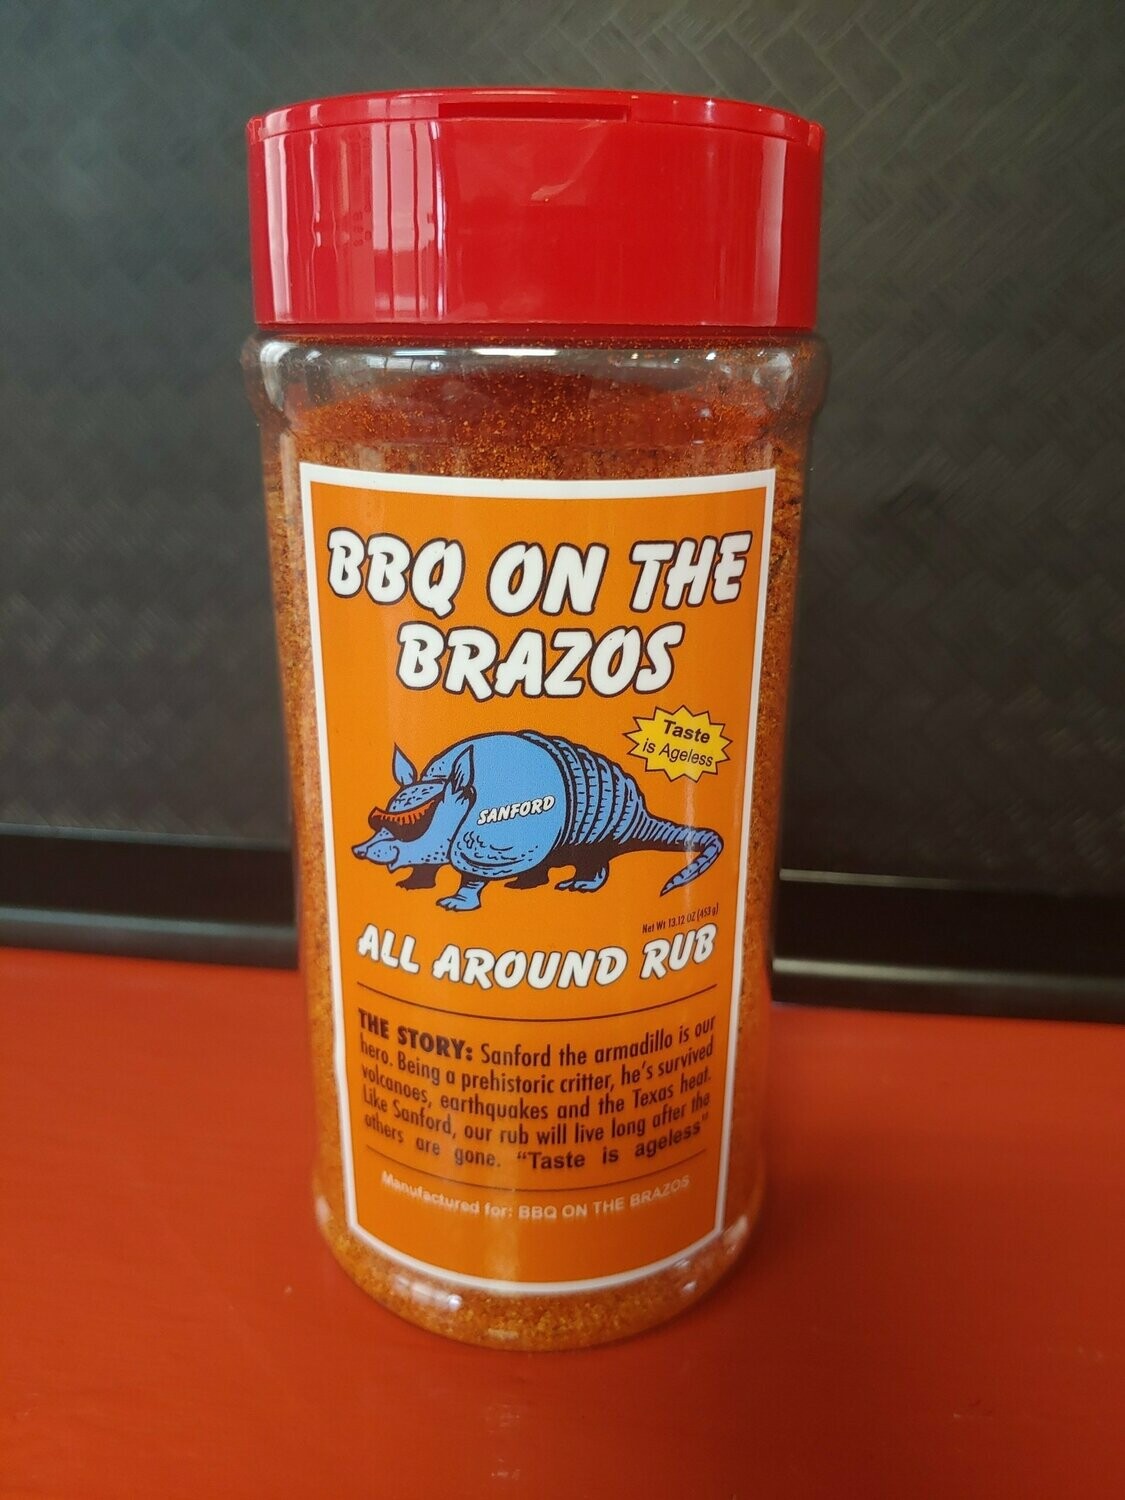 BBQ ON THE
BRAZOS
Taste
is Ageless
SANFORD
Net Wt 13.12 OZ (453 g)
ALL AROUND RUB
THE STORY: Sanford the armadillo is our
hero. Being a prehistoric critter, he's survived
volcanoes, earthquakes and the Texas heat.
Like Sanford, our rub will live long after the
others are gone. "Taste is ageless"
Manufactured for: BBQ ON THE BRAZOS